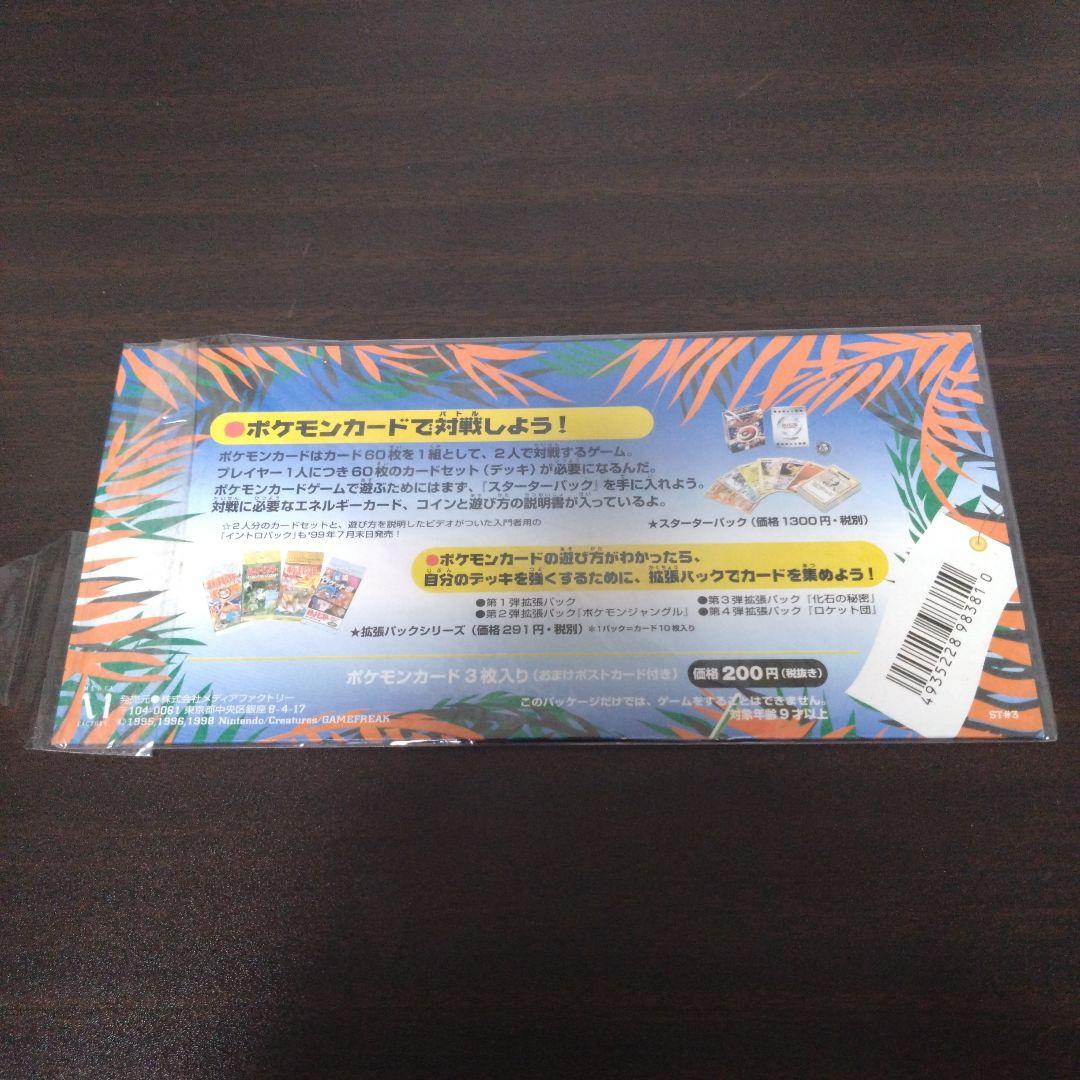 ●ポケモンカードで対戦しよう！
バトル
ポケモンカードはカード60枚を1組として、2人で対戦するゲーム。
プレイヤー1人につき60枚のカードセット(デッキ)が必要になるんだ。
ポケモンカードゲームで遊ぶためにはまず、『スターターパック』を手に入れよう。
対戦に必要なエネルギーカード、コインと遊び方の説明書が入っているよ。
☆2人分のカードセットと、遊び方を説明したビデオがついた入門者用の
「イントロパック」も'99年7月末日発売！
★スターターパック(価格1300円・税別)
●ポケモンカードの遊び方がわかったら、
自分のデッキを強くするために、拡張パックでカードを集めよう！
●第1弾拡張パック
●第2弾拡張パック『ポケモンジャングル』
●第3弾拡張パック『化石の秘密』
●第4弾拡張パック『ロケット団』
★拡張パックシリーズ(価格291円・税別) ＊1パック=カード10枚入り
ポケモンカード3枚入り(おまけポストカード付き) 価格200円(税抜き)
このパッケージだけでは、ゲームをすることはできません。
対象年齢9才以上
MEDIA
FACTORY
発売元●株式会社メディアファクトリー
〒104-0061 東京都中央区銀座8-4-17
©1995,1996,1998 Nintendo/Creatures/GAMEFREAK
4935228983810
ST#3